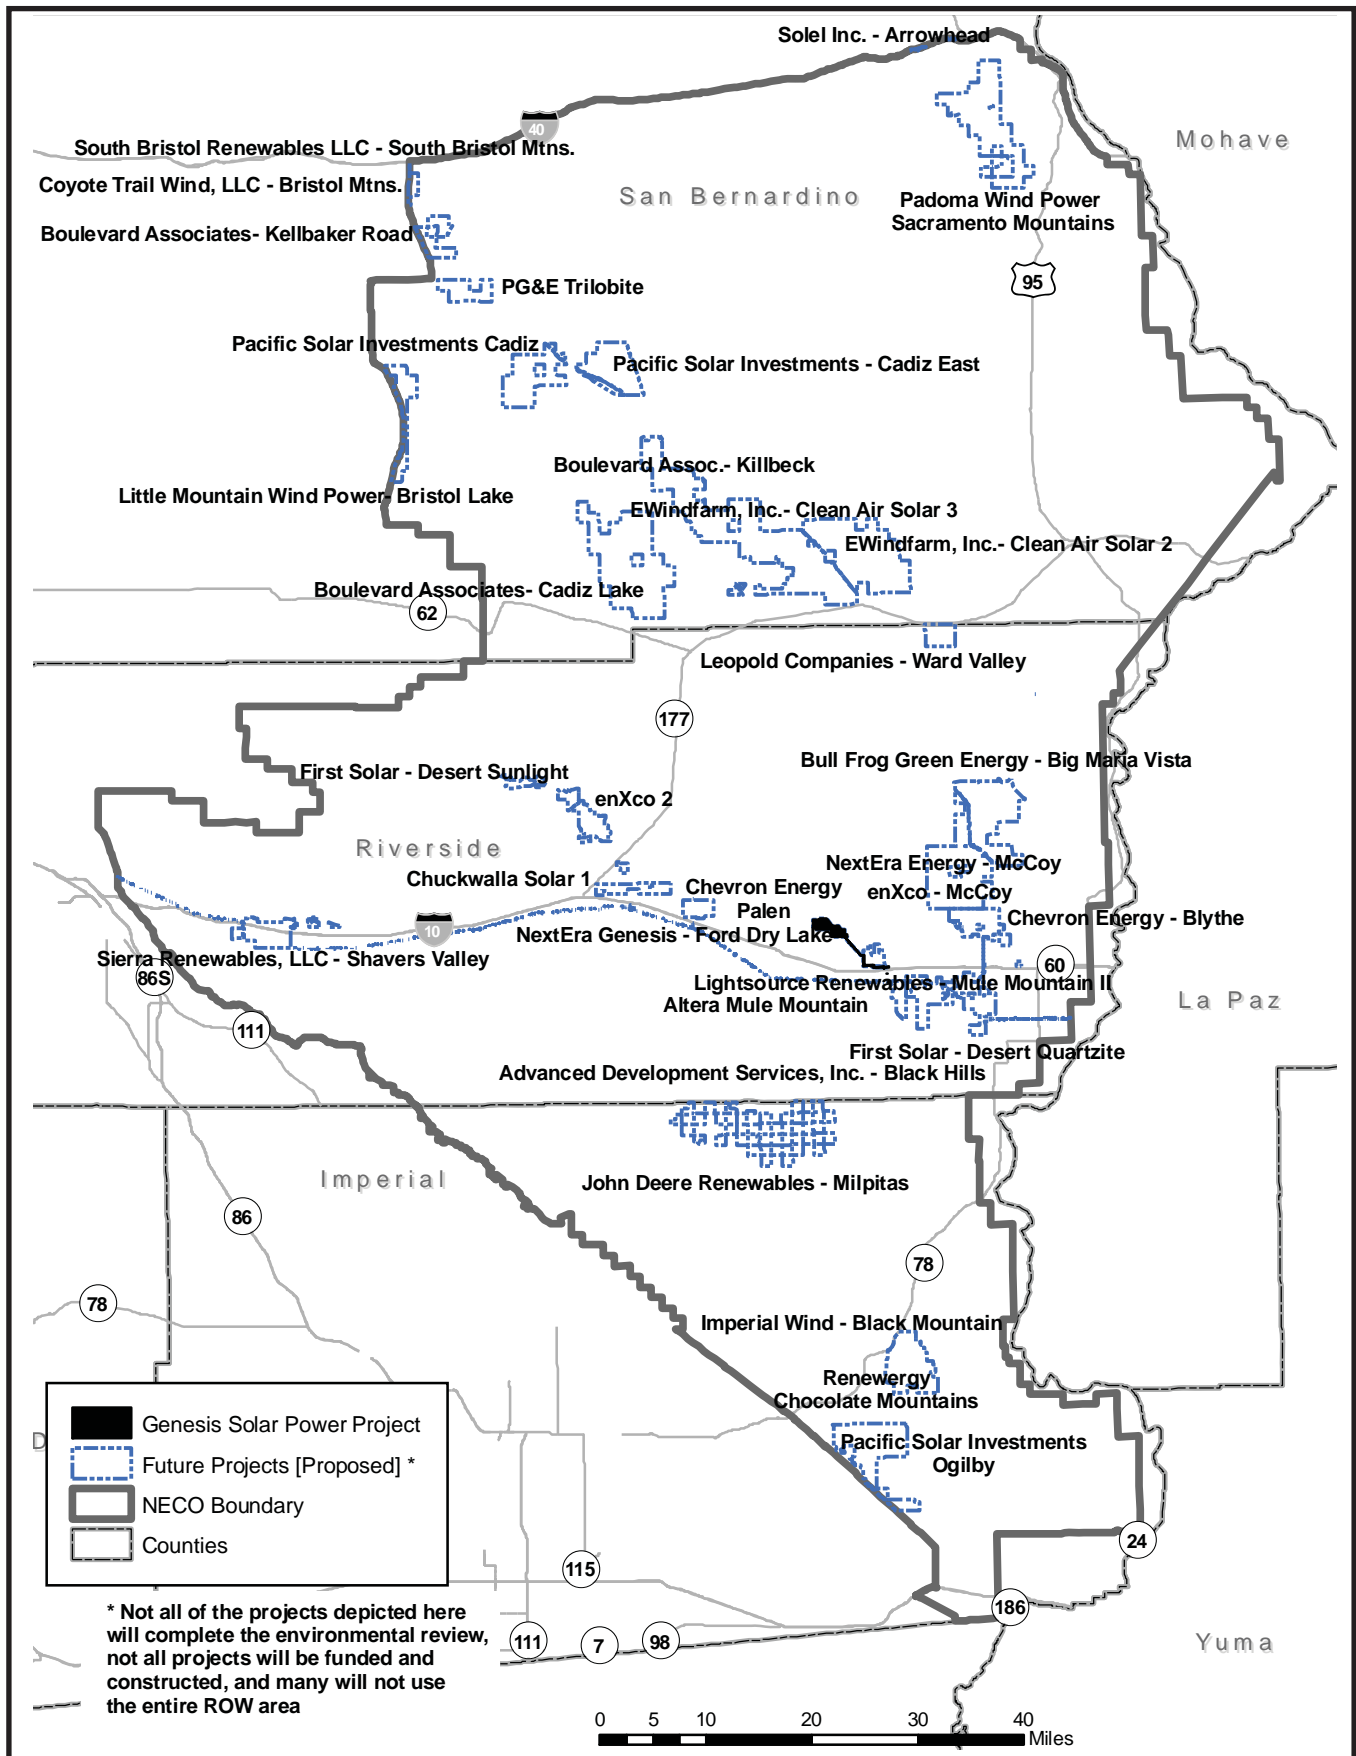 Solel Inc. - Arrowhead
40
Mohave
South Bristol Renewables LLC - South Bristol Mtns.
Coyote Trail Wind, LLC - Bristol Mtns.
San Bernardino
Padoma Wind Power
Sacramento Mountains
Boulevard Associates- Kellbaker Road
95
PG&E Trilobite
Pacific Solar Investments Cadiz
Pacific Solar Investments - Cadiz East
Boulevard Assoc.- Killbeck
Little Mountain Wind Power- Bristol Lake
EWindfarm, Inc.- Clean Air Solar 3
EWindfarm, Inc.- Clean Air Solar 2
Boulevard Associates- Cadiz Lake
62
Leopold Companies - Ward Valley
177
Bull Frog Green Energy - Big Maria Vista
First Solar - Desert Sunlight
enXco 2
Riverside
NextEra Energy - McCoy
Chuckwalla Solar 1
Chevron Energy
Palen
enXco - McCoy
Chevron Energy - Blythe
10
NextEra Genesis - Ford Dry Lake
Sierra Renewables, LLC - Shavers Valley
60
86S
Lightsource Renewables - Mule Mountain II
La Paz
Altera Mule Mountain
111
First Solar - Desert Quartzite
Advanced Development Services, Inc. - Black Hills
Imperial
John Deere Renewables - Milpitas
86
78
78
Imperial Wind - Black Mountain
Renewergy
Chocolate Mountains
Pacific Solar Investments
Ogilby
D
Genesis Solar Power Project
Future Projects [Proposed] *
NECO Boundary
Counties
24
115
186
* Not all of the projects depicted here
will complete the environmental review,
not all projects will be funded and
constructed, and many will not use
the entire ROW area
111
7
98
Yuma
0 5 10 20 30 40
Miles